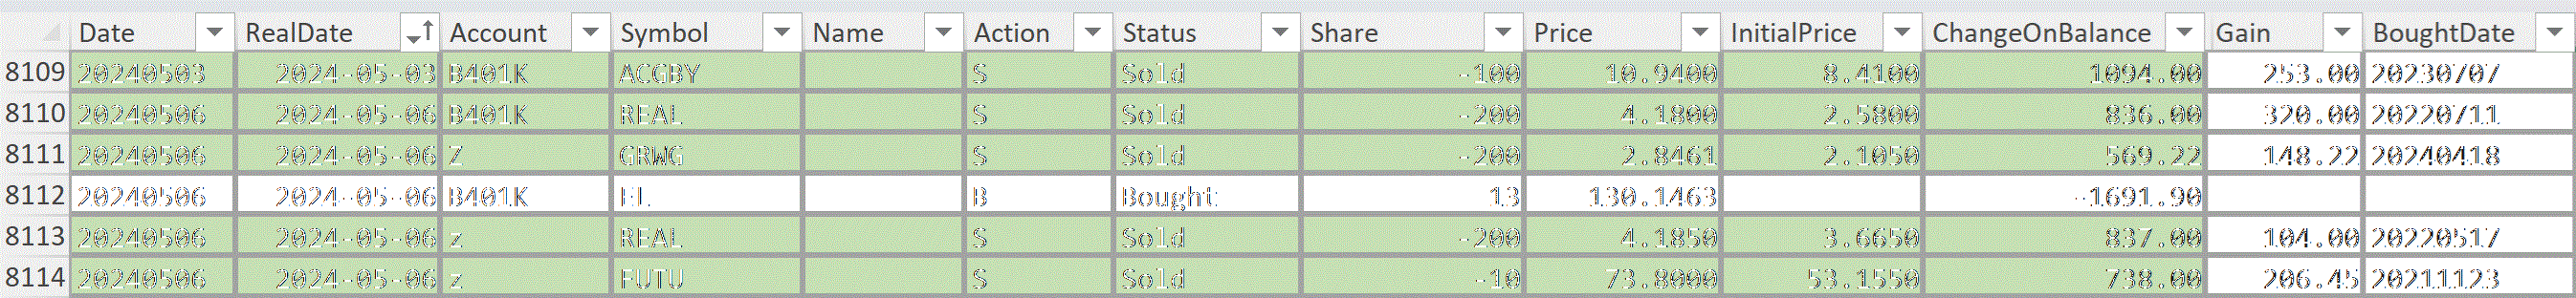 Date RealDate Account Symbol Name Action Status Share Price InitialPrice ChangeOnBalance Gain BoughtDate
8109 20240503 2024-05-03 B401K ACGBY S Sold -100 10.9400 8.4100 1094.00 253.00 20230707
8110 20240506 2024-05-06 B401K REAL S Sold -200 4.1800 2.5800 836.00 320.00 20220711
8111 20240506 2024-05-06 Z GRWG S Sold -200 2.8461 2.1050 569.22 148.22 20240418
8112 20240506 2024-05-06 B401K EL B Bought 13 130.1463 -1691.90
8113 20240506 2024-05-06 z REAL S Sold -200 4.1850 3.6650 837.00 104.00 20220517
8114 20240506 2024-05-06 z FUTU S Sold -10 73.8000 53.1550 738.00 206.45 20211123